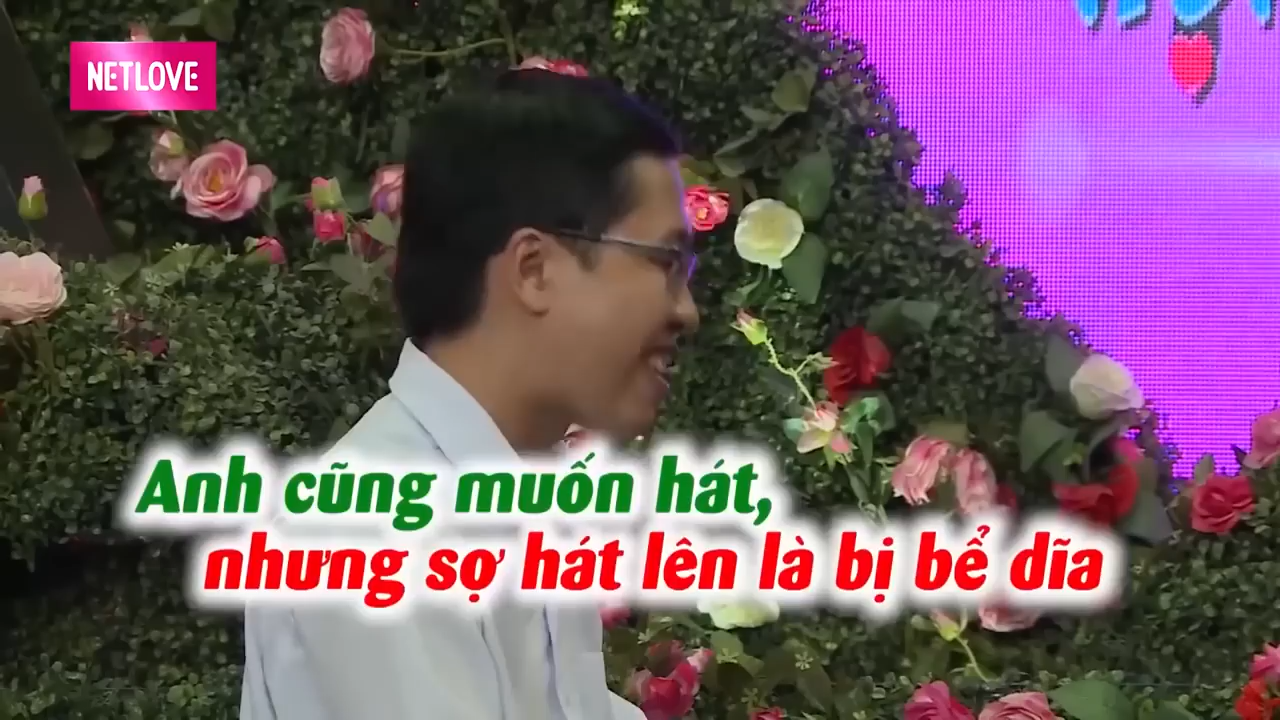 NETLOVE
Anh cũng muốn hát,
nhưng sợ hát lên là bị bể dĩa